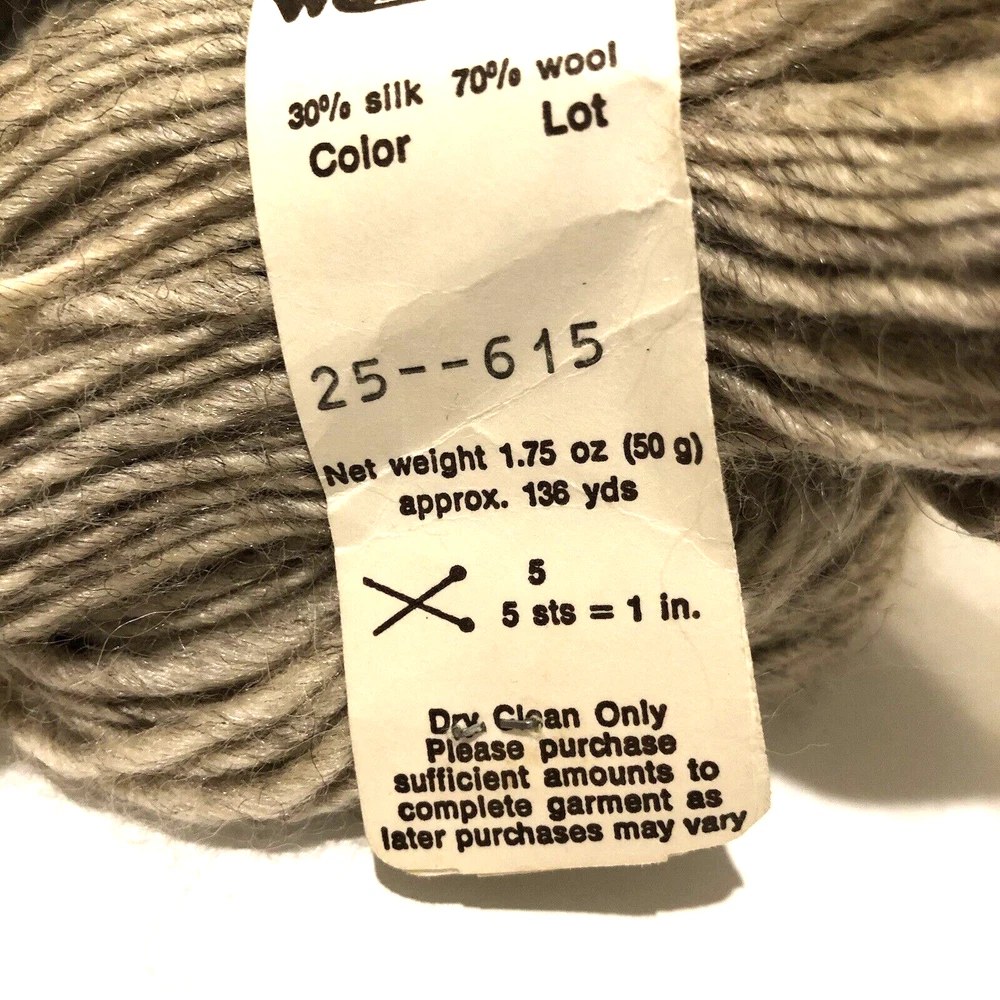 30% silk 70% wool
Color Lot
25--615
Net weight 1.75 oz (50 g)
approx. 136 yds
5
5 sts = 1 in.
Dry Clean Only
Please purchase
sufficient amounts to
complete garment as
later purchases may vary